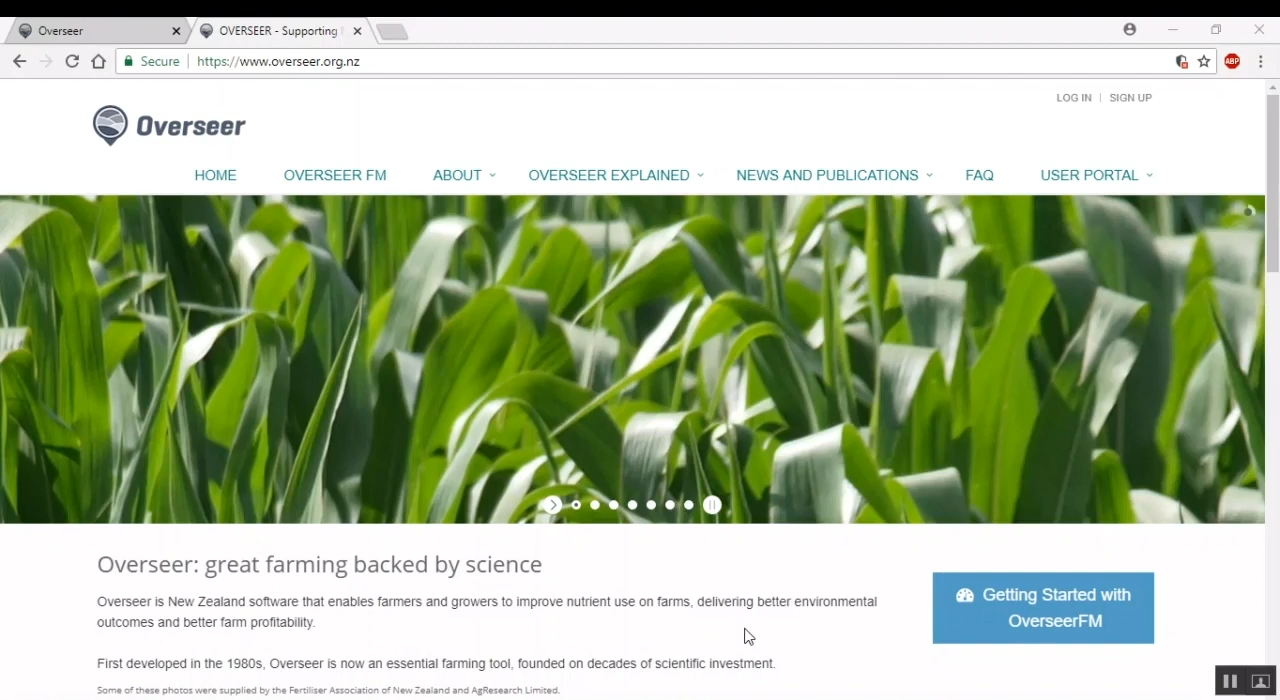 Overseer
OVERSEER - Supporting
Secure
https://www.overseer.org.nz
ABP
LOG IN | SIGN UP
Overseer
HOME
OVERSEER FM
ABOUT
OVERSEER EXPLAINED
NEWS AND PUBLICATIONS
FAQ
USER PORTAL
Overseer: great farming backed by science
Overseer is New Zealand software that enables farmers and growers to improve nutrient use on farms, delivering better environmental
outcomes and better farm profitability.
Getting Started with
OverseerFM
First developed in the 1980s, Overseer is now an essential farming tool, founded on decades of scientific investment.
Some of these photos were supplied by the Fertiliser Association of New Zealand and AgResearch Limited.